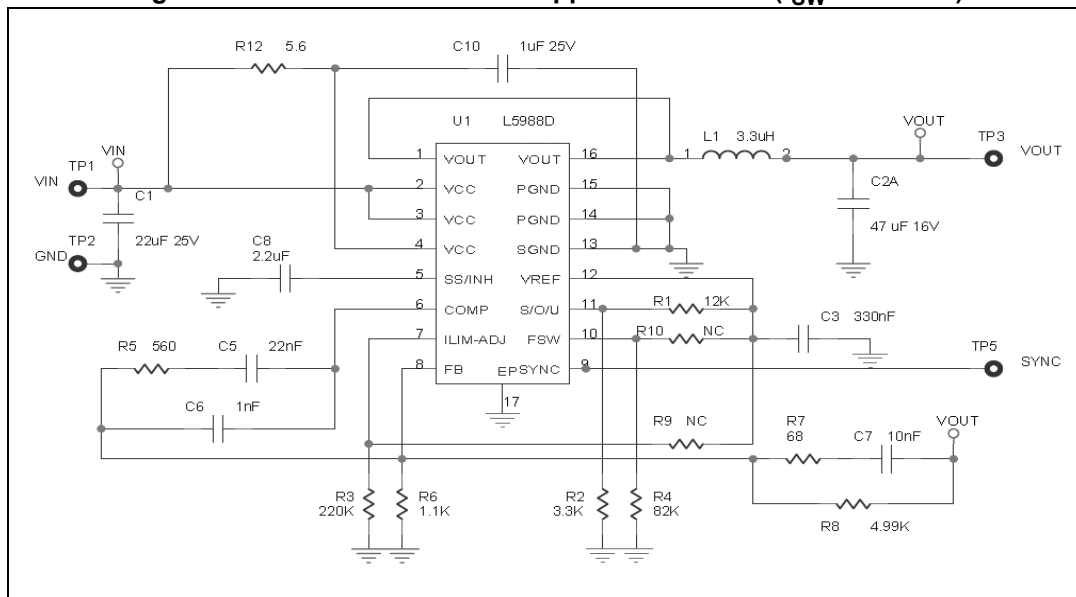 R12 5.6
C10 1uF 25V
U1 L5988D
VIN
TP1
VIN
C1
22uF 25V
TP2
GND
1 VOUT VOUT 16
2 VCC PGND 15
3 VCC PGND 14
4 VCC SGND 13
5 SS/INH VREF 12
6 COMP S/O/U 11
7 ILIM-ADJ FSW 10
8 FB EP SYNC 9
17
L1 3.3uH
1 2
VOUT
TP3
VOUT
C2A
47 uF 16V
C8
2.2uF
R1 12K
R10 NC
C3 330nF
TP5
SYNC
R5 560 C5 22nF
C6 1nF
R9 NC
R7
68
C7 10nF
VOUT
R3
220K
R6
1.1K
R2
3.3K
R4
82K
R8 4.99K